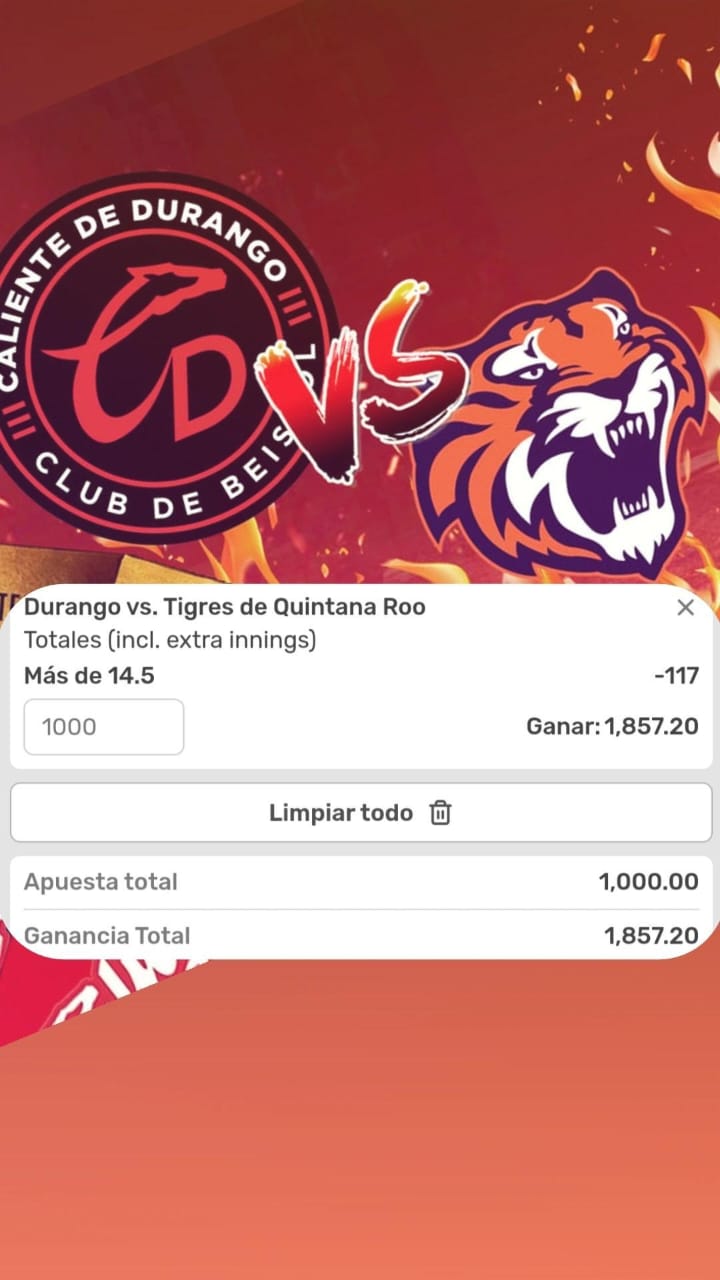 CALIENTE DE DURANGO
CD
CLUB DE BEIS
VS
Durango vs. Tigres de Quintana Roo
Totales (incl. extra innings)
Más de 14.5
-117
1000
Ganar: 1,857.20
Limpiar todo
Apuesta total
1,000.00
Ganancia Total
1,857.20